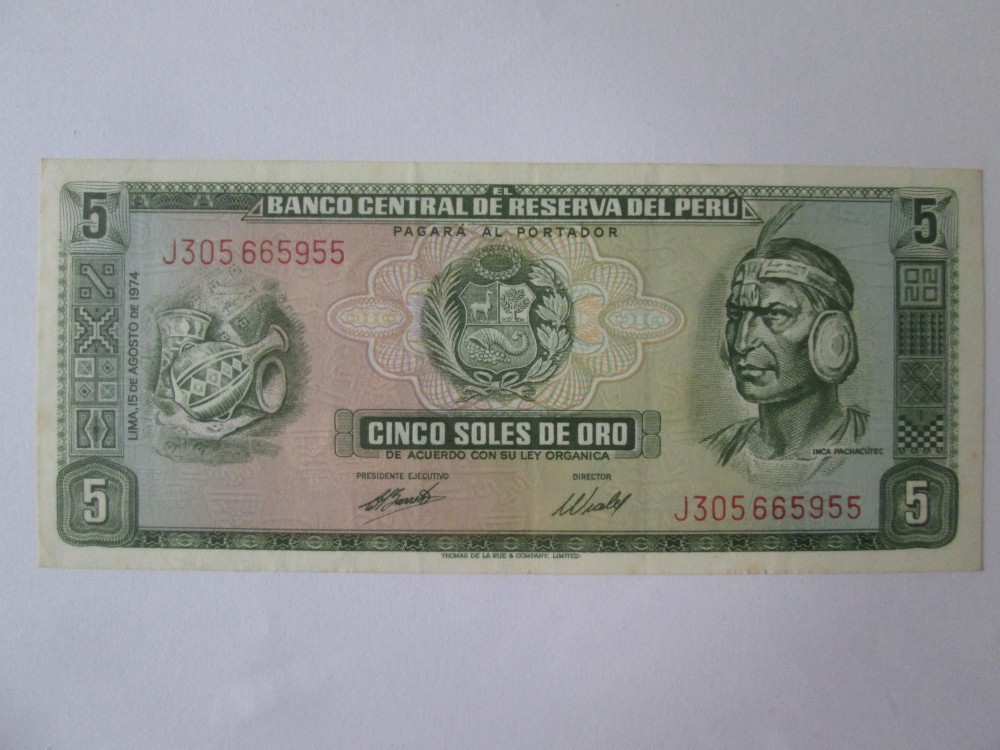 5
EL
5
BANCO CENTRAL DE RESERVA DEL PERÚ
PAGARÁ AL PORTADOR
J305 665955
LIMA, 15 DE AGOSTO DE 1974
CINCO SOLES DE ORO
DE ACUERDO CON SU LEY ORGANICA
INCA PACHACÚTEC
PRESIDENTE EJECUTIVO
DIRECTOR
5
J305 665955
5
THOMAS DE LA RUE & COMPANY, LIMITED